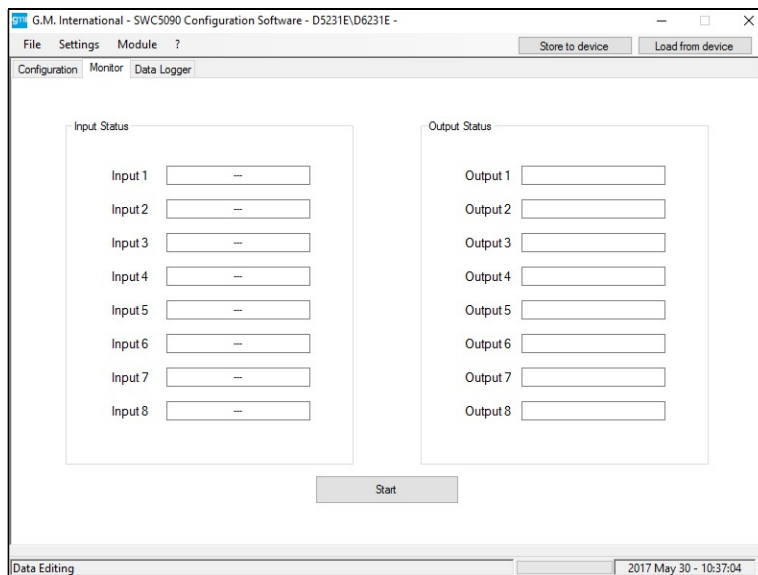 gmi G.M. International - SWC5090 Configuration Software - D5231E\D6231E -
File Settings Module ? Store to device Load from device
Configuration Monitor Data Logger
Input Status
Input 1 ---
Input 2 ---
Input 3 ---
Input 4 ---
Input 5 ---
Input 6 ---
Input 7 ---
Input 8 ---
Output Status
Output 1
Output 2
Output 3
Output 4
Output 5
Output 6
Output 7
Output 8
Start
Data Editing 2017 May 30 - 10:37:04